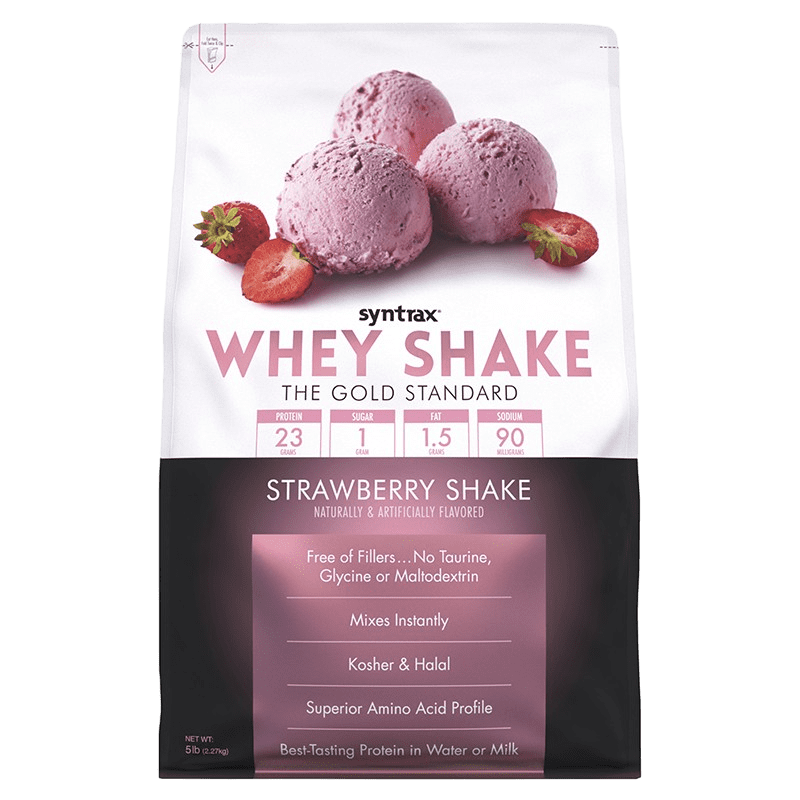 syntrax®
WHEY SHAKE
THE GOLD STANDARD
PROTEIN
23
GRAMS
SUGAR
1
GRAM
FAT
1.5
GRAMS
SODIUM
90
MILLIGRAMS
STRAWBERRY SHAKE
NATURALLY & ARTIFICIALLY FLAVORED
Free of Fillers...No Taurine,
Glycine or Maltodextrin
Mixes Instantly
Kosher & Halal
Superior Amino Acid Profile
Best-Tasting Protein in Water or Milk
NET WT:
5lb (2.27kg)